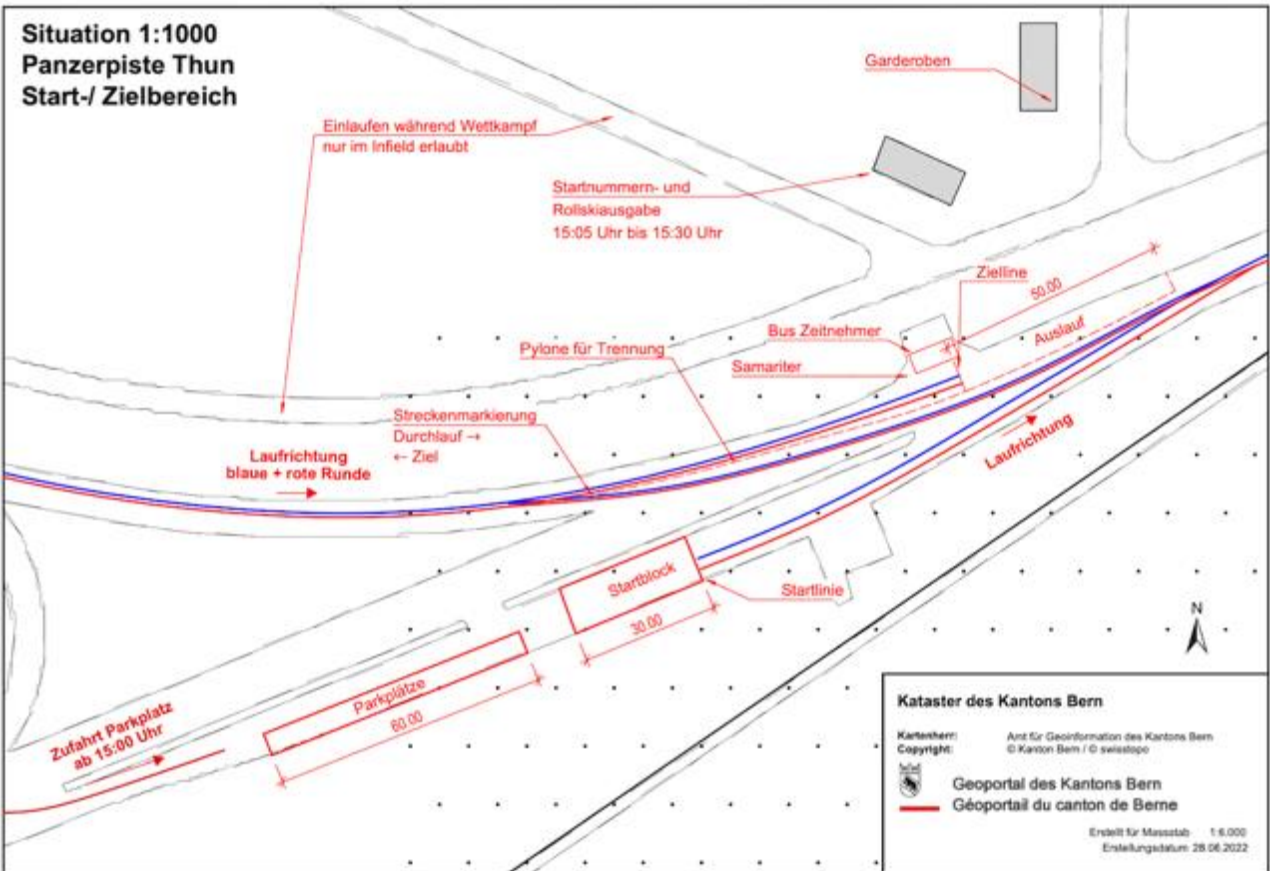 Situation 1:1000
Panzerpiste Thun
Start-/ Zielbereich
Garderoben
Einlaufen während Wettkampf
nur im Infield erlaubt
Startnummern- und
Rollskiausgabe
15:05 Uhr bis 15:30 Uhr
Zielline
50.00
Bus Zeitnehmer
Auslauf
Pylone für Trennung
Samariter
Streckenmarkierung
Durchlauf →
← Ziel
Laufrichtung
blaue + rote Runde
Laufrichtung
Startblock
Startlinie
30.00
N
Parkplätze
60.00
Zufahrt Parkplatz
ab 15:00 Uhr
Kataster des Kantons Bern
Kartenherr: Amt für Geoinformation des Kantons Bern
Copyright: © Kanton Bern / © swisstopo
Geoportal des Kantons Bern
Géoportail du canton de Berne
Erstellt für Massstab 1:6.000
Erstellungsdatum 28.06.2022